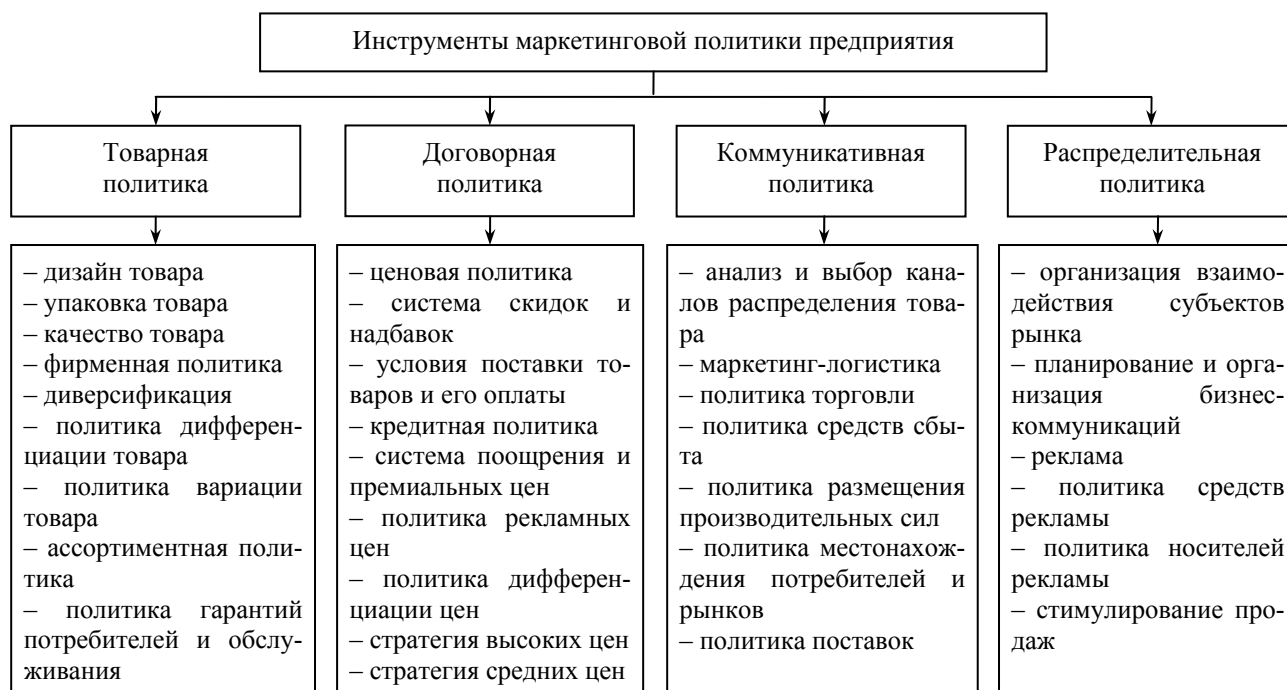 Инструменты маркетинговой политики предприятия
Товарная
политика
Договорная
политика
Коммуникативная
политика
Распределительная
политика
– дизайн товара
– упаковка товара
– качество товара
– фирменная политика
– диверсификация
– политика дифферен-
циации товара
– политика вариации
товара
– ассортиментная поли-
тика
– политика гарантий
потребителей и обслу-
живания
– ценовая политика
– система скидок и
надбавок
– условия поставки то-
варов и его оплаты
– кредитная политика
– система поощрения и
премиальных цен
– политика рекламных
цен
– политика дифферен-
циации цен
– стратегия высоких цен
– стратегия средних цен
– анализ и выбор кана-
лов распределения това-
ра
– маркетинг-логистика
– политика торговли
– политика средств сбы-
та
– политика размещения
производительных сил
– политика местонахож-
дения потребителей и
рынков
– политика поставок
– организация взаимо-
действия субъектов
рынка
– планирование и орга-
низация бизнес-
коммуникаций
– реклама
– политика средств
рекламы
– политика носителей
рекламы
– стимулирование про-
даж